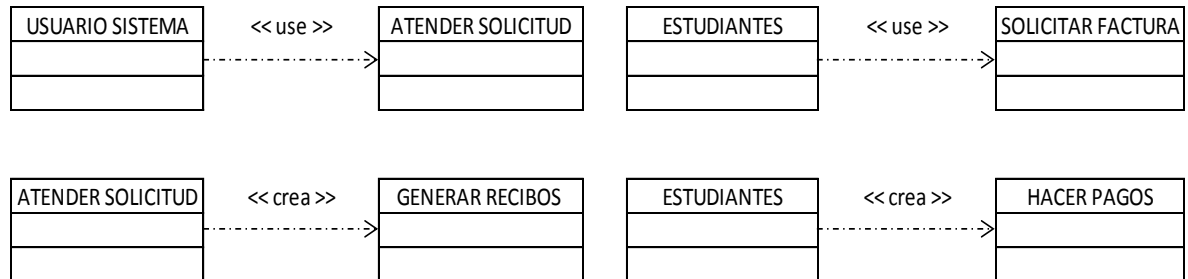 USUARIO SISTEMA << use >> ATENDER SOLICITUD ESTUDIANTES << use >> SOLICITAR FACTURA
ATENDER SOLICITUD << crea >> GENERAR RECIBOS ESTUDIANTES << crea >> HACER PAGOS